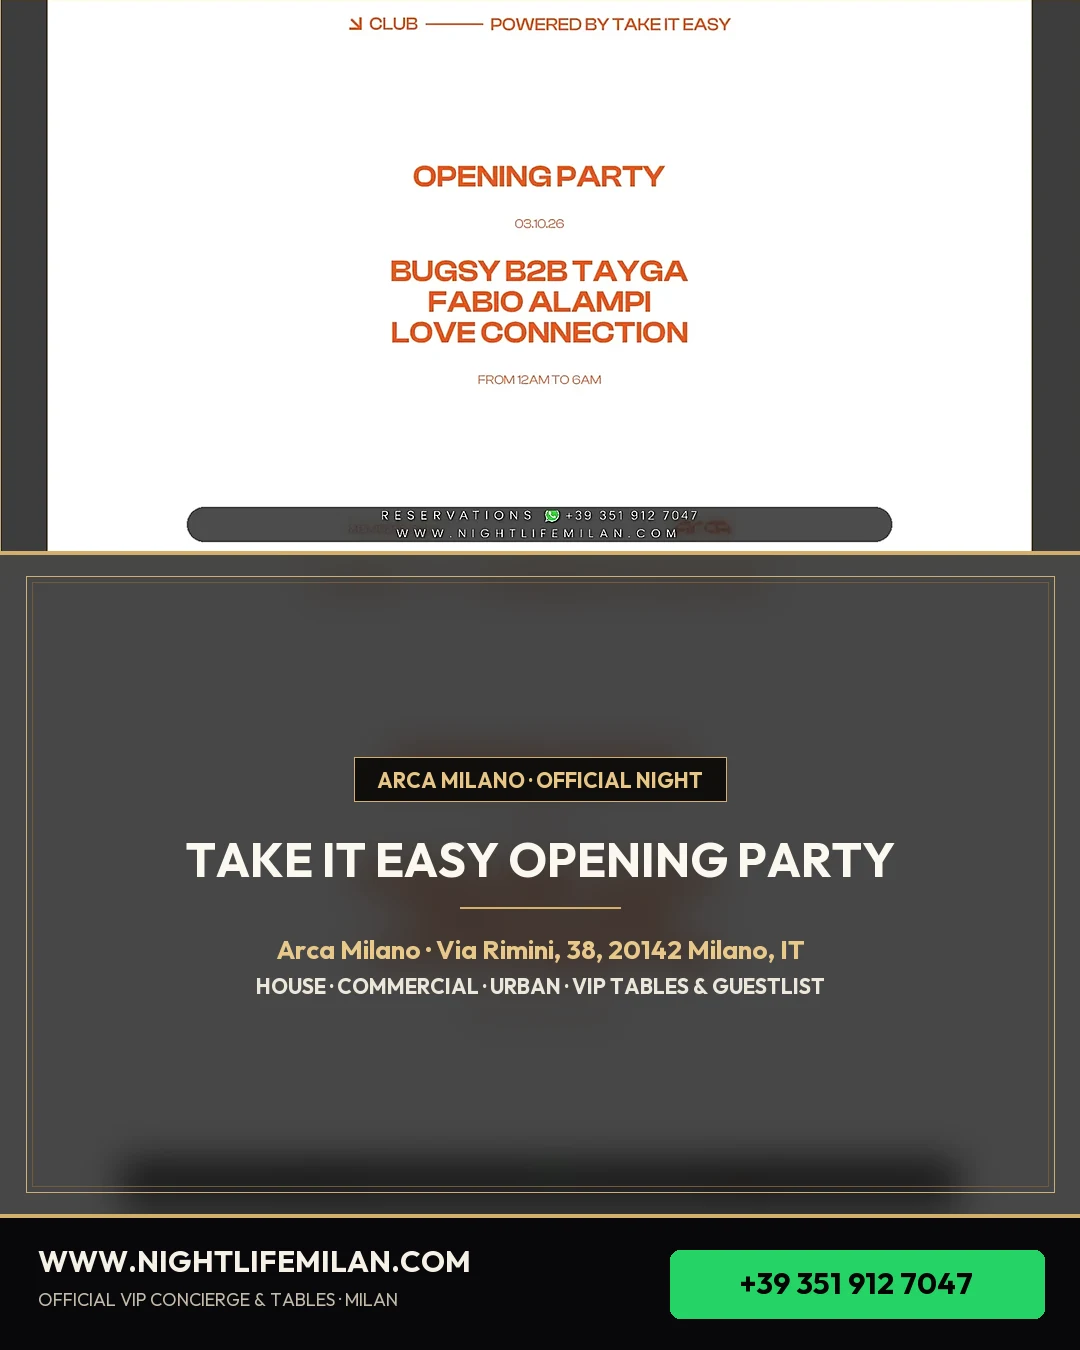 CLUB POWERED BY TAKE IT EASY
OPENING PARTY
03.10.26
BUGSY B2B TAYGA
FABIO ALAMPI
LOVE CONNECTION
FROM 12AM TO 6AM
RESERVATIONS +39 351 912 7047
WWW.NIGHTLIFEMILAN.COM
ARCA MILANO · OFFICIAL NIGHT
TAKE IT EASY OPENING PARTY
Arca Milano · Via Rimini, 38, 20142 Milano, IT
HOUSE · COMMERCIAL · URBAN · VIP TABLES & GUESTLIST
WWW.NIGHTLIFEMILAN.COM
OFFICIAL VIP CONCIERGE & TABLES · MILAN
+39 351 912 7047